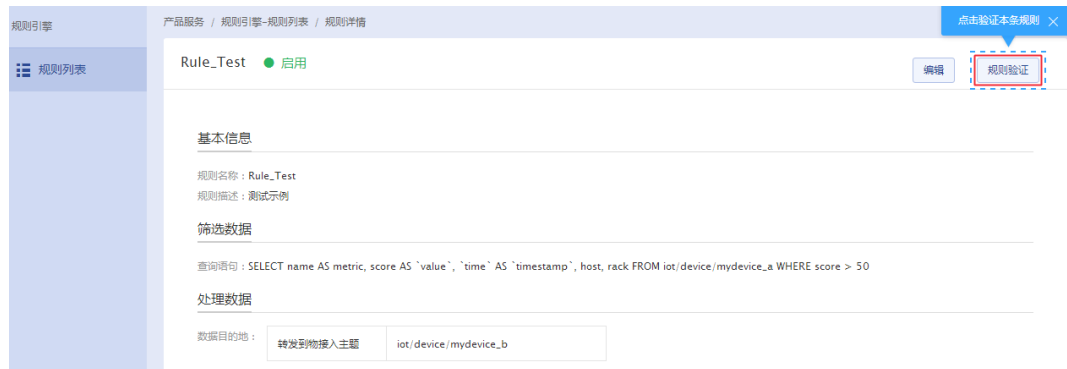 规则引擎
产品服务 / 规则引擎-规则列表 / 规则详情
点击验证本条规则 ×
规则列表
Rule_Test 启用
编辑
规则验证
基本信息
规则名称：Rule_Test
规则描述：测试示例
筛选数据
查询语句：SELECT name AS metric, score AS `value`, `time` AS `timestamp`, host, rack FROM iot/device/mydevice_a WHERE score > 50
处理数据
数据目的地：
转发到物接入主题
iot/device/mydevice_b